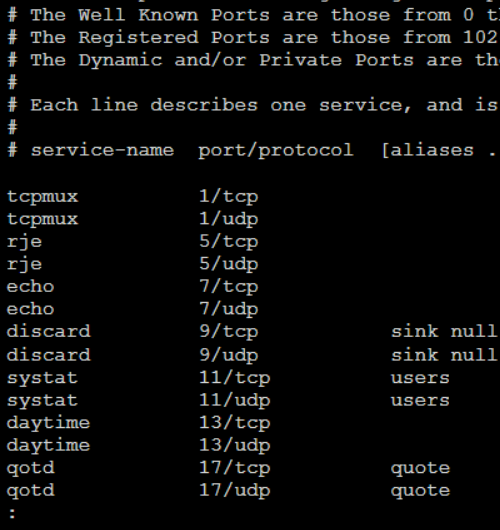 # The Well Known Ports are those from 0
# The Registered Ports are those from 102
# The Dynamic and/or Private Ports are
#
# Each line describes one service, and is
#
# service-name  port/protocol  [aliases .
tcpmux          1/tcp
tcpmux          1/udp
rje             5/tcp
rje             5/udp
echo            7/tcp
echo            7/udp
discard         9/tcp           sink null
discard         9/udp           sink null
systat          11/tcp          users
systat          11/udp          users
daytime         13/tcp
daytime         13/udp
qotd            17/tcp          quote
qotd            17/udp          quote
: